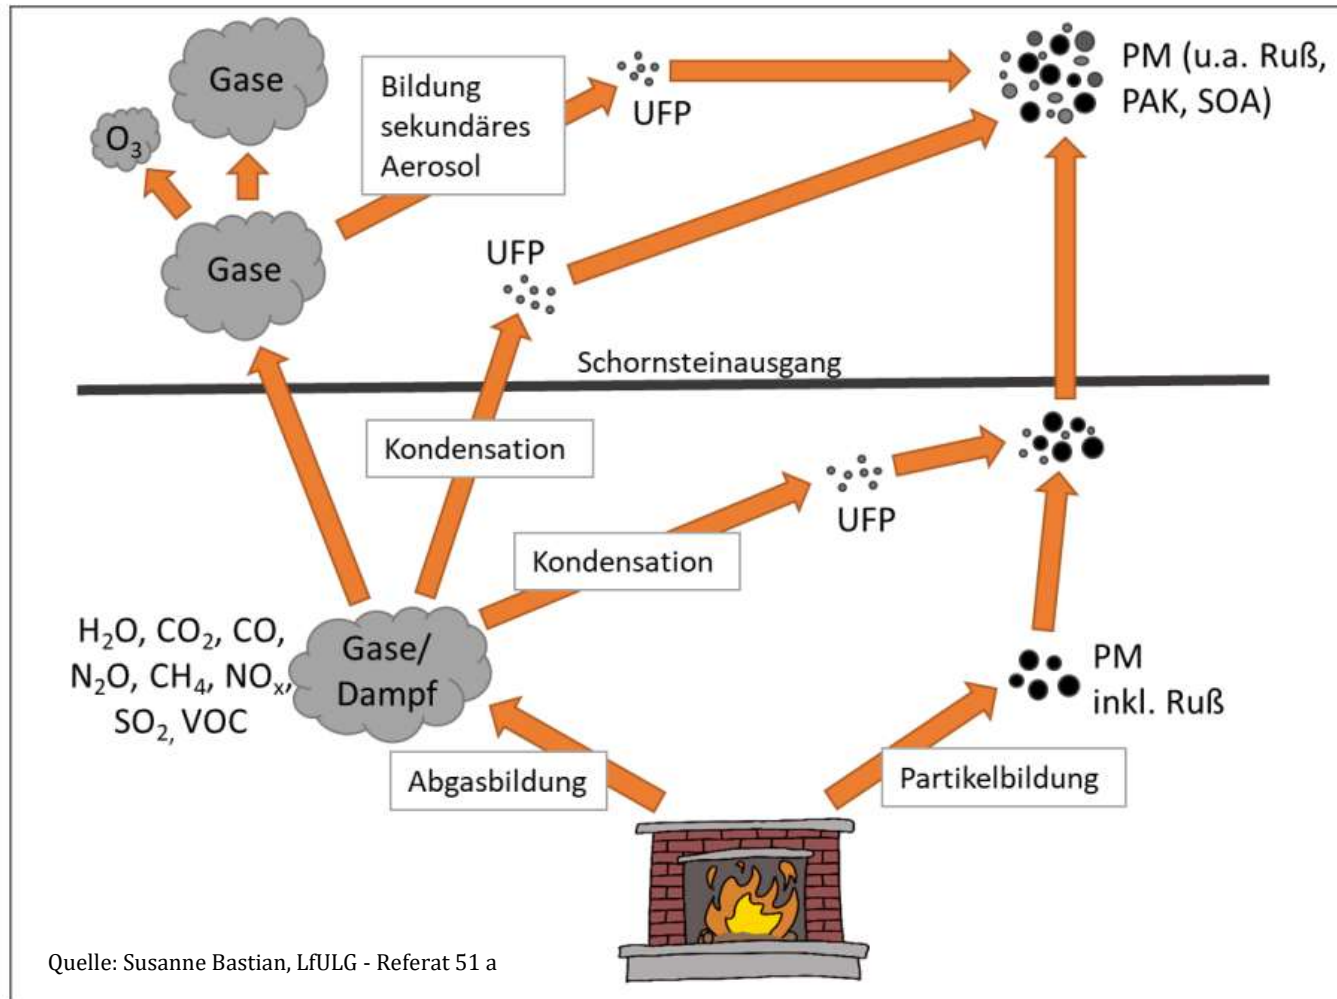 Gase
O₃
Gase
Bildung
sekundäres
Aerosol
UFP
PM (u.a. Ruß,
PAK, SOA)
UFP
Schornsteinausgang
Kondensation
Kondensation
UFP
H₂O, CO₂, CO,
N₂O, CH₄, NOₓ,
SO₂, VOC
Gase/
Dampf
PM
inkl. Ruß
Abgasbildung
Partikelbildung
Quelle: Susanne Bastian, LfULG - Referat 51 a